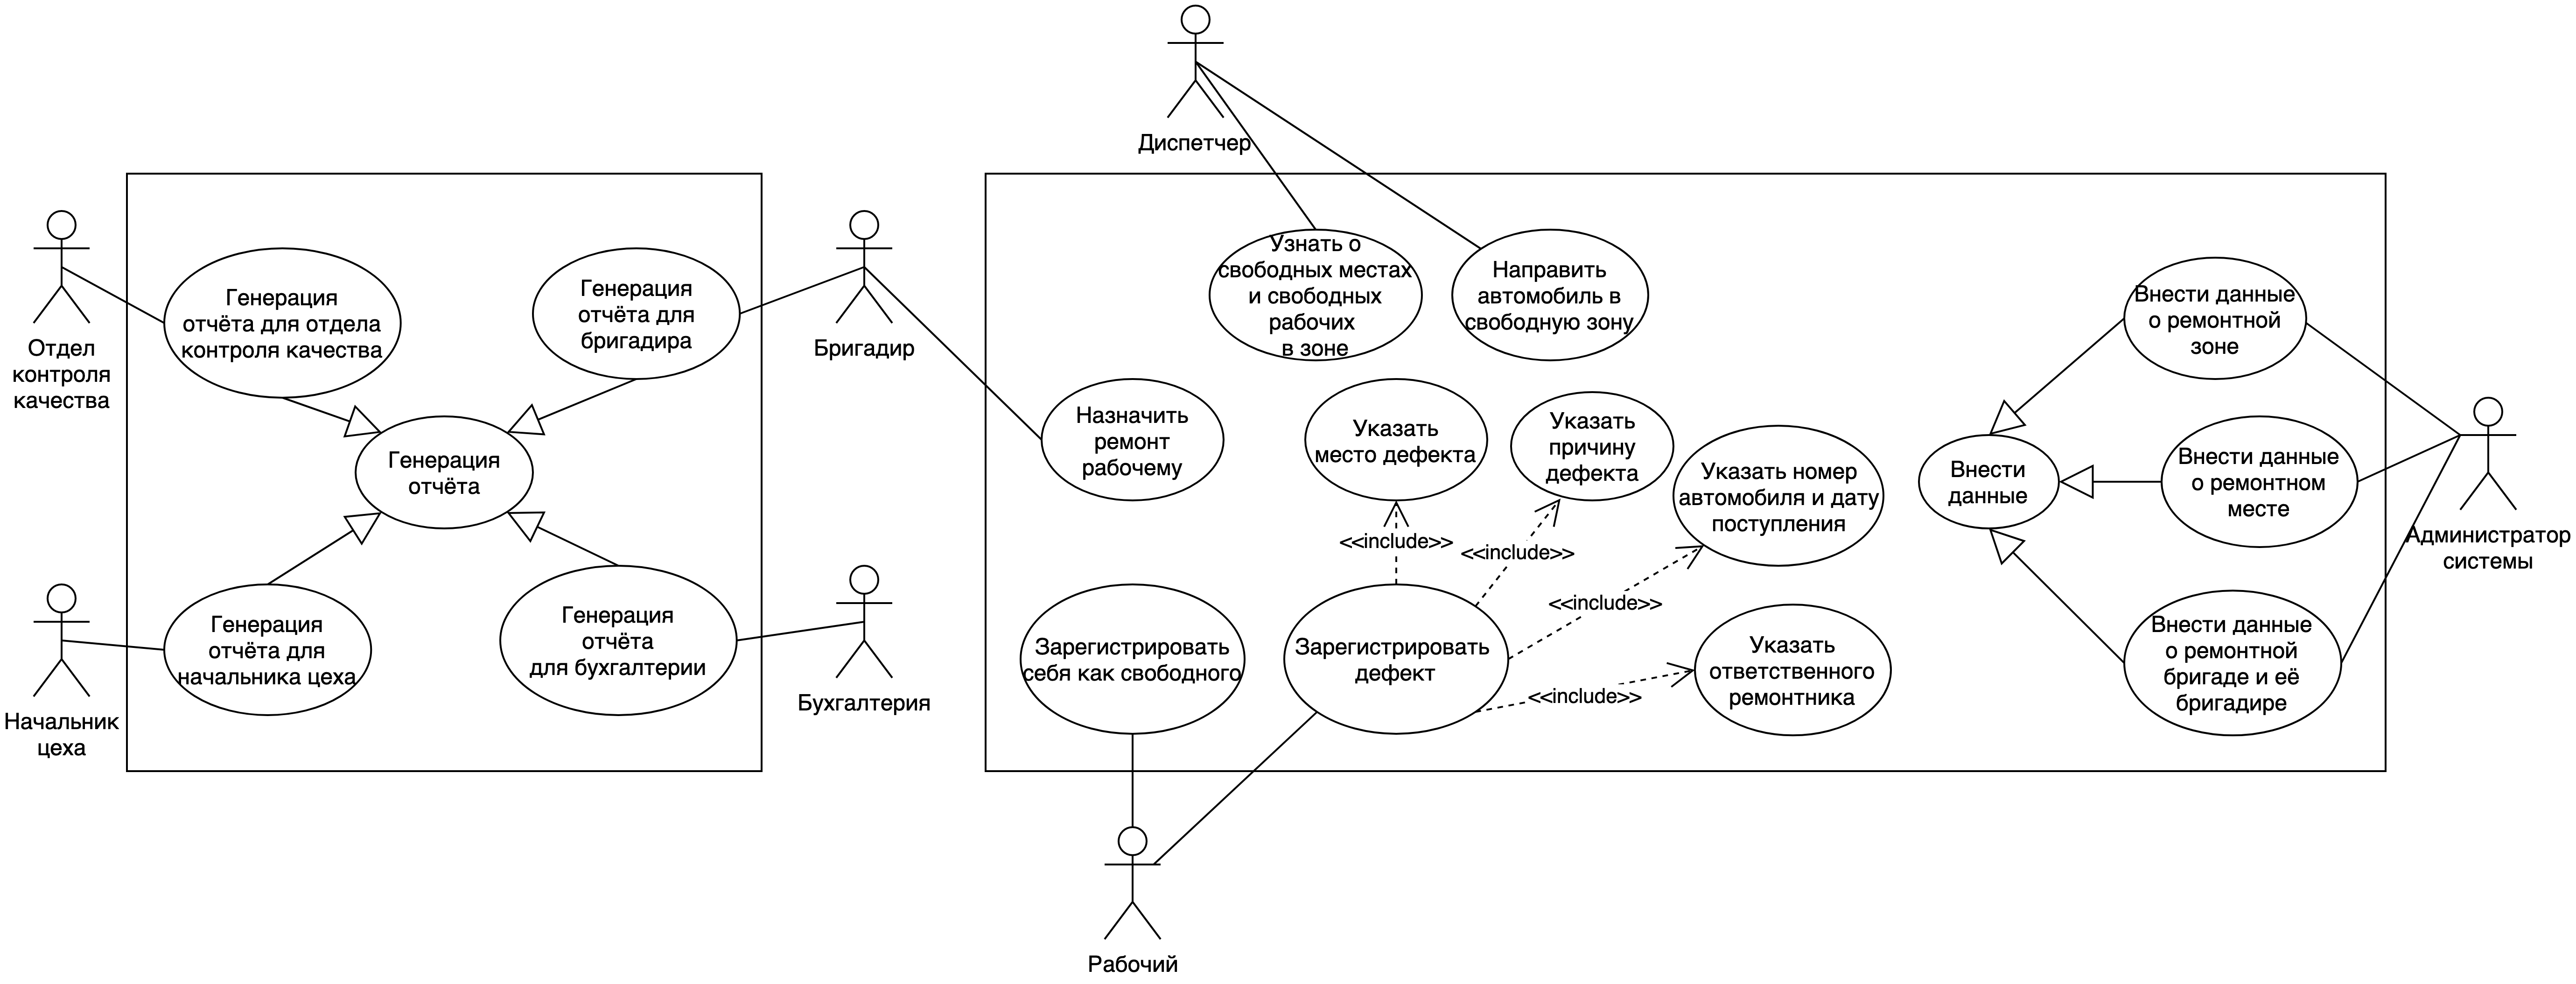 Диспетчер
Отдел
контроля
качества
Генерация
отчёта для отдела
контроля качества
Генерация
отчёта для
бригадира
Бригадир
Генерация
отчёта
Начальник
цеха
Генерация
отчёта для
начальника цеха
Генерация
отчёта
для бухгалтерии
Бухгалтерия
Узнать о
свободных местах
и свободных
рабочих
в зоне
Направить
автомобиль в
свободную зону
Назначить
ремонт
рабочему
Указать
место дефекта
Указать
причину
дефекта
Указать номер
автомобиля и дату
поступления
<<include>>
<<include>>
<<include>>
<<include>>
Зарегистрировать
себя как свободного
Зарегистрировать
дефект
Указать
ответственного
ремонтника
Внести
данные
Внести данные
о ремонтной
зоне
Внести данные
о ремонтном
месте
Внести данные
о ремонтной
бригаде и её
бригадире
Администратор
системы
Рабочий